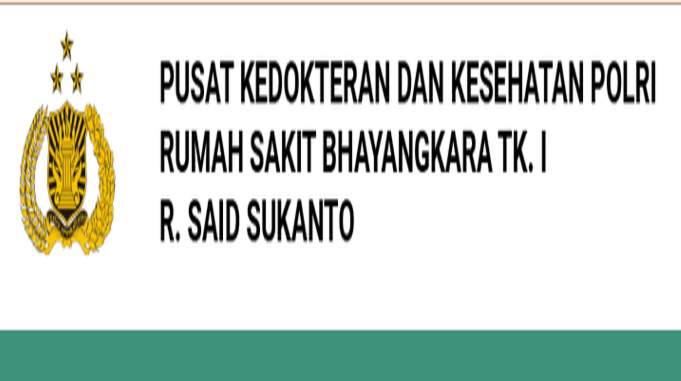 PUSAT KEDOKTERAN DAN KESEHATAN POLRI
RUMAH SAKIT BHAYANGKARA TK. I
R. SAID SUKANTO